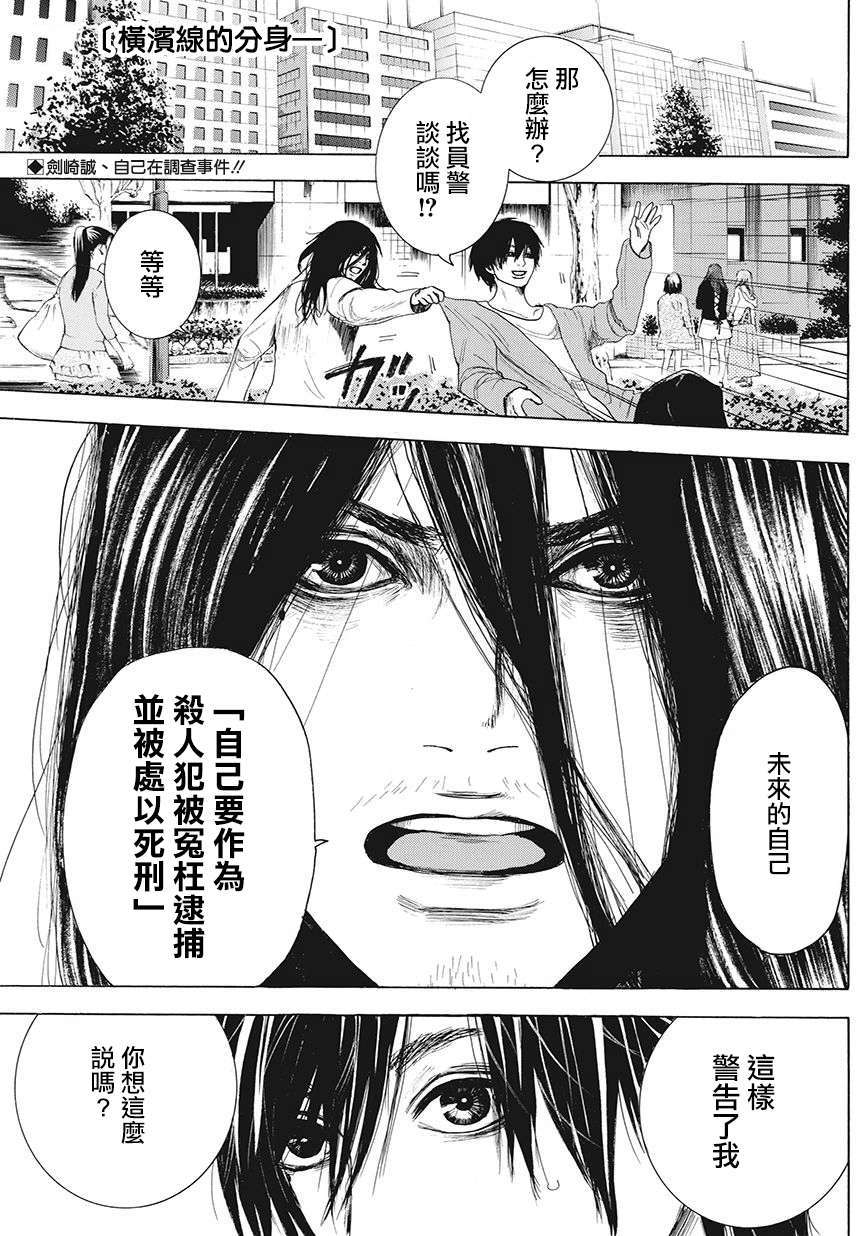 〔橫濱線的分身—〕
◆劍崎誠、自己在調查事件!!
那
怎麼辦？
找員警
談談嗎!?
等等
ガッ
未來的自己
「自己要作為
殺人犯被冤枉逮捕
並被處以死刑」
這樣
警告了我
你想這麼
說嗎？